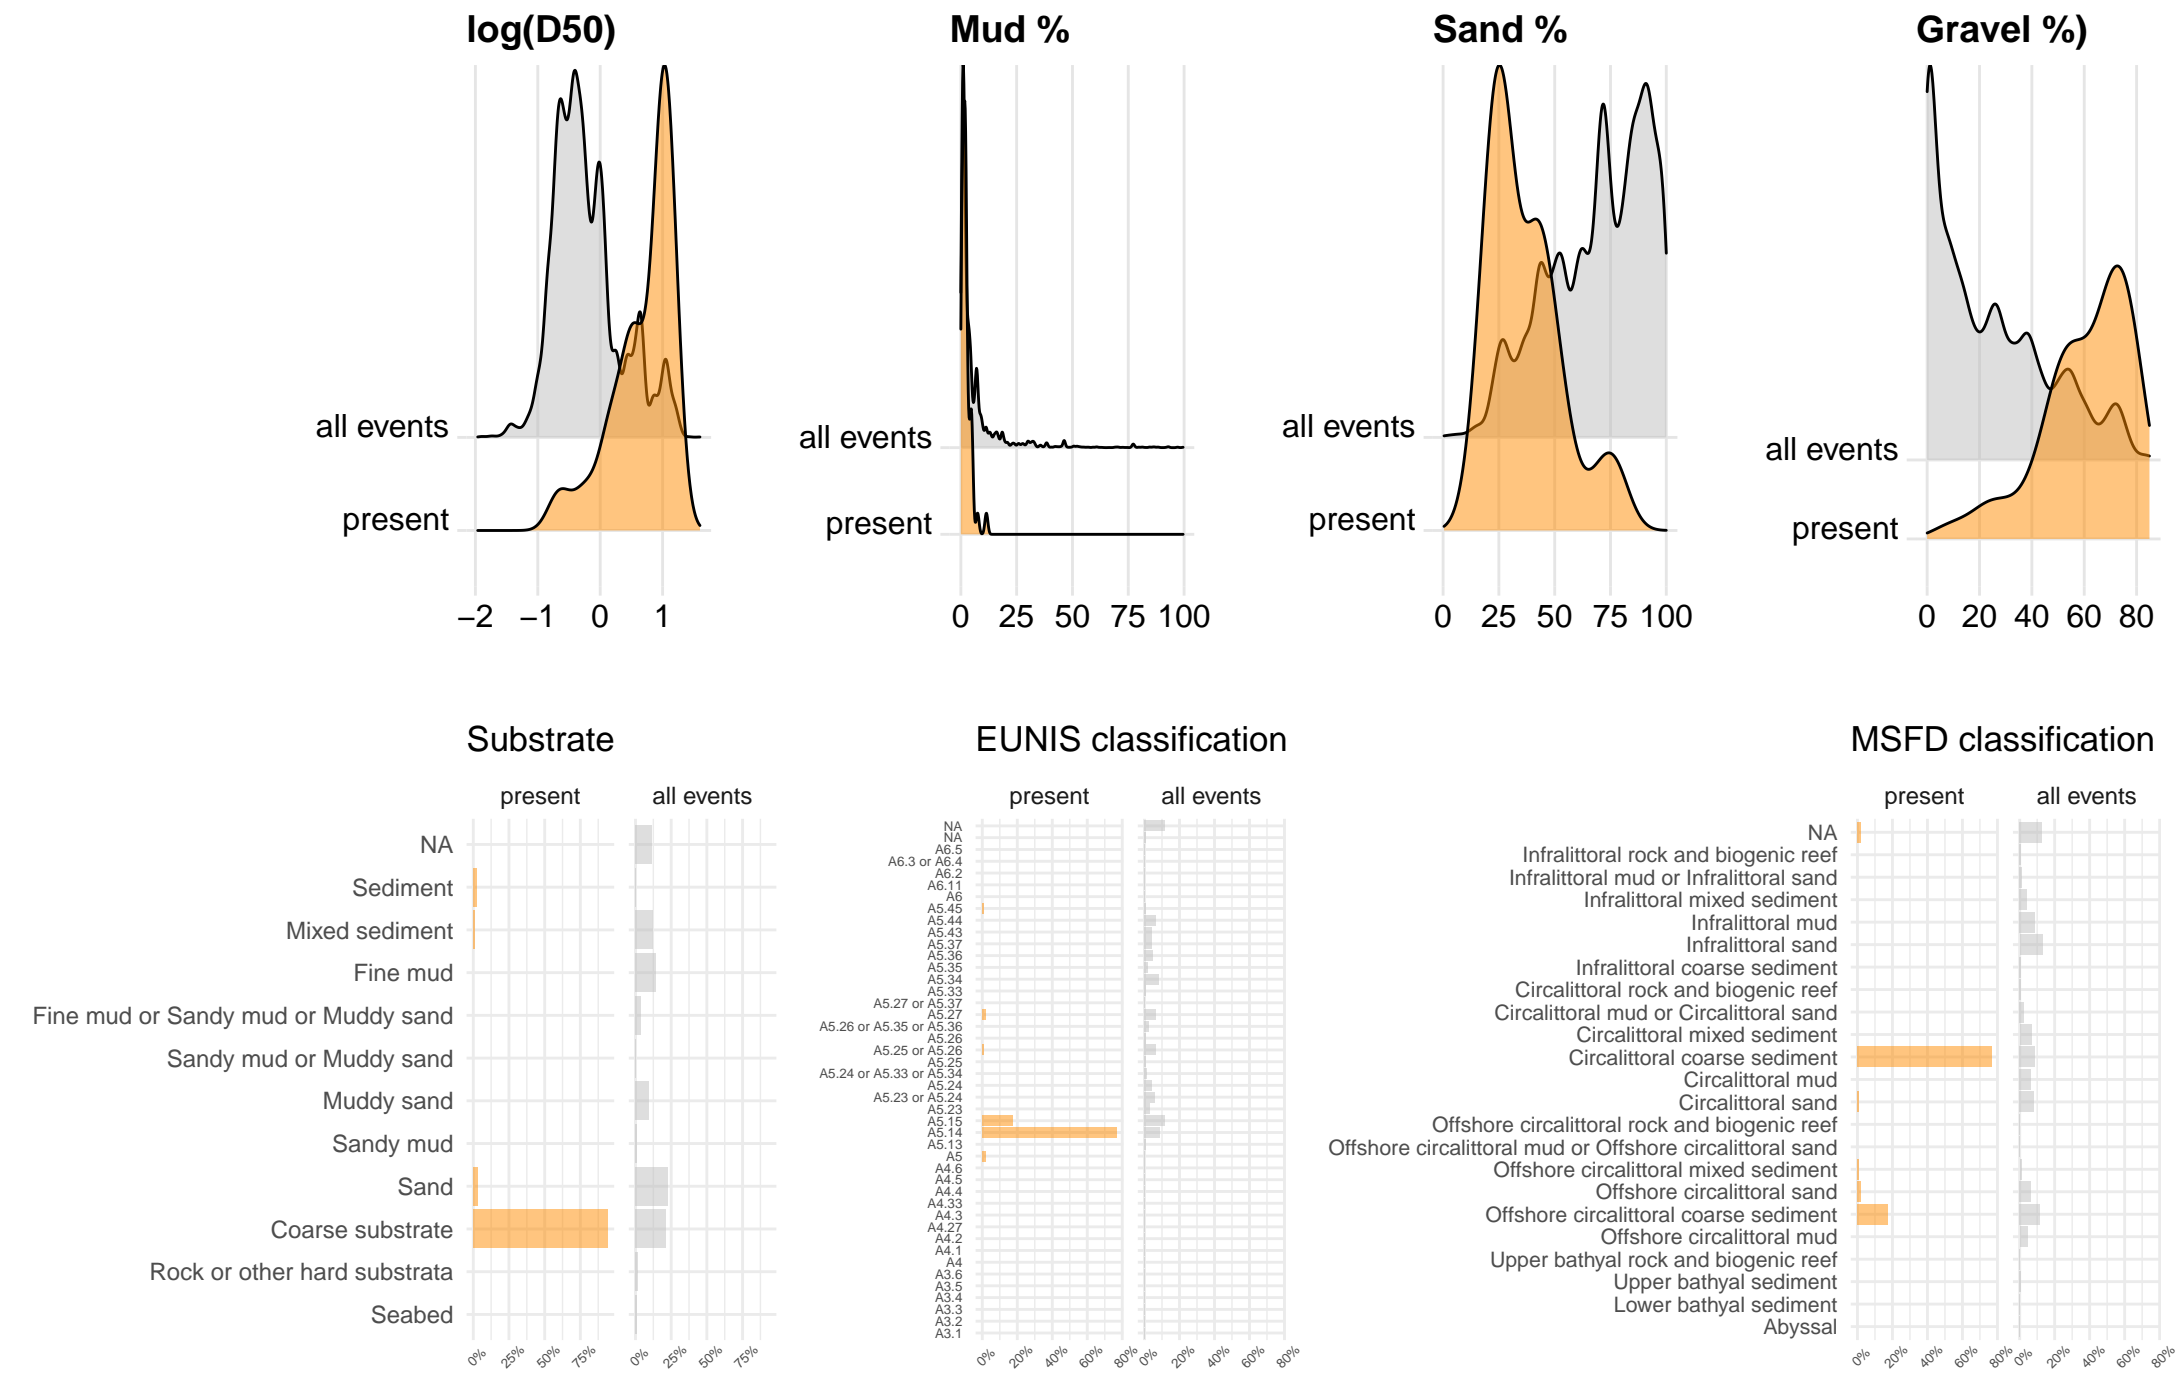 log(D50) Mud % Sand % Gravel %)
all events all events all events all events
present present present present
−2 −1 0 1 0 25 50 75 100 0 25 50 75 100 0 20 40 60 80
Substrate
present all events
NA
Sediment
Mixed sediment
Fine mud
Fine mud or Sandy mud or Muddy sand
Sandy mud or Muddy sand
Muddy sand
Sandy mud
Sand
Coarse substrate
Rock or other hard substrata
Seabed
0% 25% 50% 75% 0% 25% 50% 75%
EUNIS classification
present all events
NA
NA
A6.5
A6.3 or A6.4
A6.2
A6.11
A6
A5.45
A5.44
A5.43
A5.37
A5.36
A5.35
A5.34
A5.33
A5.27 or A5.37
A5.27
A5.26 or A5.35 or A5.36
A5.26
A5.25 or A5.26
A5.25
A5.24 or A5.33 or A5.34
A5.24
A5.23 or A5.24
A5.23
A5.15
A5.14
A5.13
A5
A4.6
A4.5
A4.4
A4.33
A4.3
A4.27
A4.2
A4.1
A4
A3.6
A3.5
A3.4
A3.3
A3.2
A3.1
0% 20% 40% 60% 80% 0% 20% 40% 60% 80%
MSFD classification
present all events
NA
Infralittoral rock and biogenic reef
Infralittoral mud or Infralittoral sand
Infralittoral mixed sediment
Infralittoral mud
Infralittoral sand
Infralittoral coarse sediment
Circalittoral rock and biogenic reef
Circalittoral mud or Circalittoral sand
Circalittoral mixed sediment
Circalittoral coarse sediment
Circalittoral mud
Circalittoral sand
Offshore circalittoral rock and biogenic reef
Offshore circalittoral mud or Offshore circalittoral sand
Offshore circalittoral mixed sediment
Offshore circalittoral sand
Offshore circalittoral coarse sediment
Offshore circalittoral mud
Upper bathyal rock and biogenic reef
Upper bathyal sediment
Lower bathyal sediment
Abyssal
0% 20% 40% 60% 80% 0% 20% 40% 60% 80%